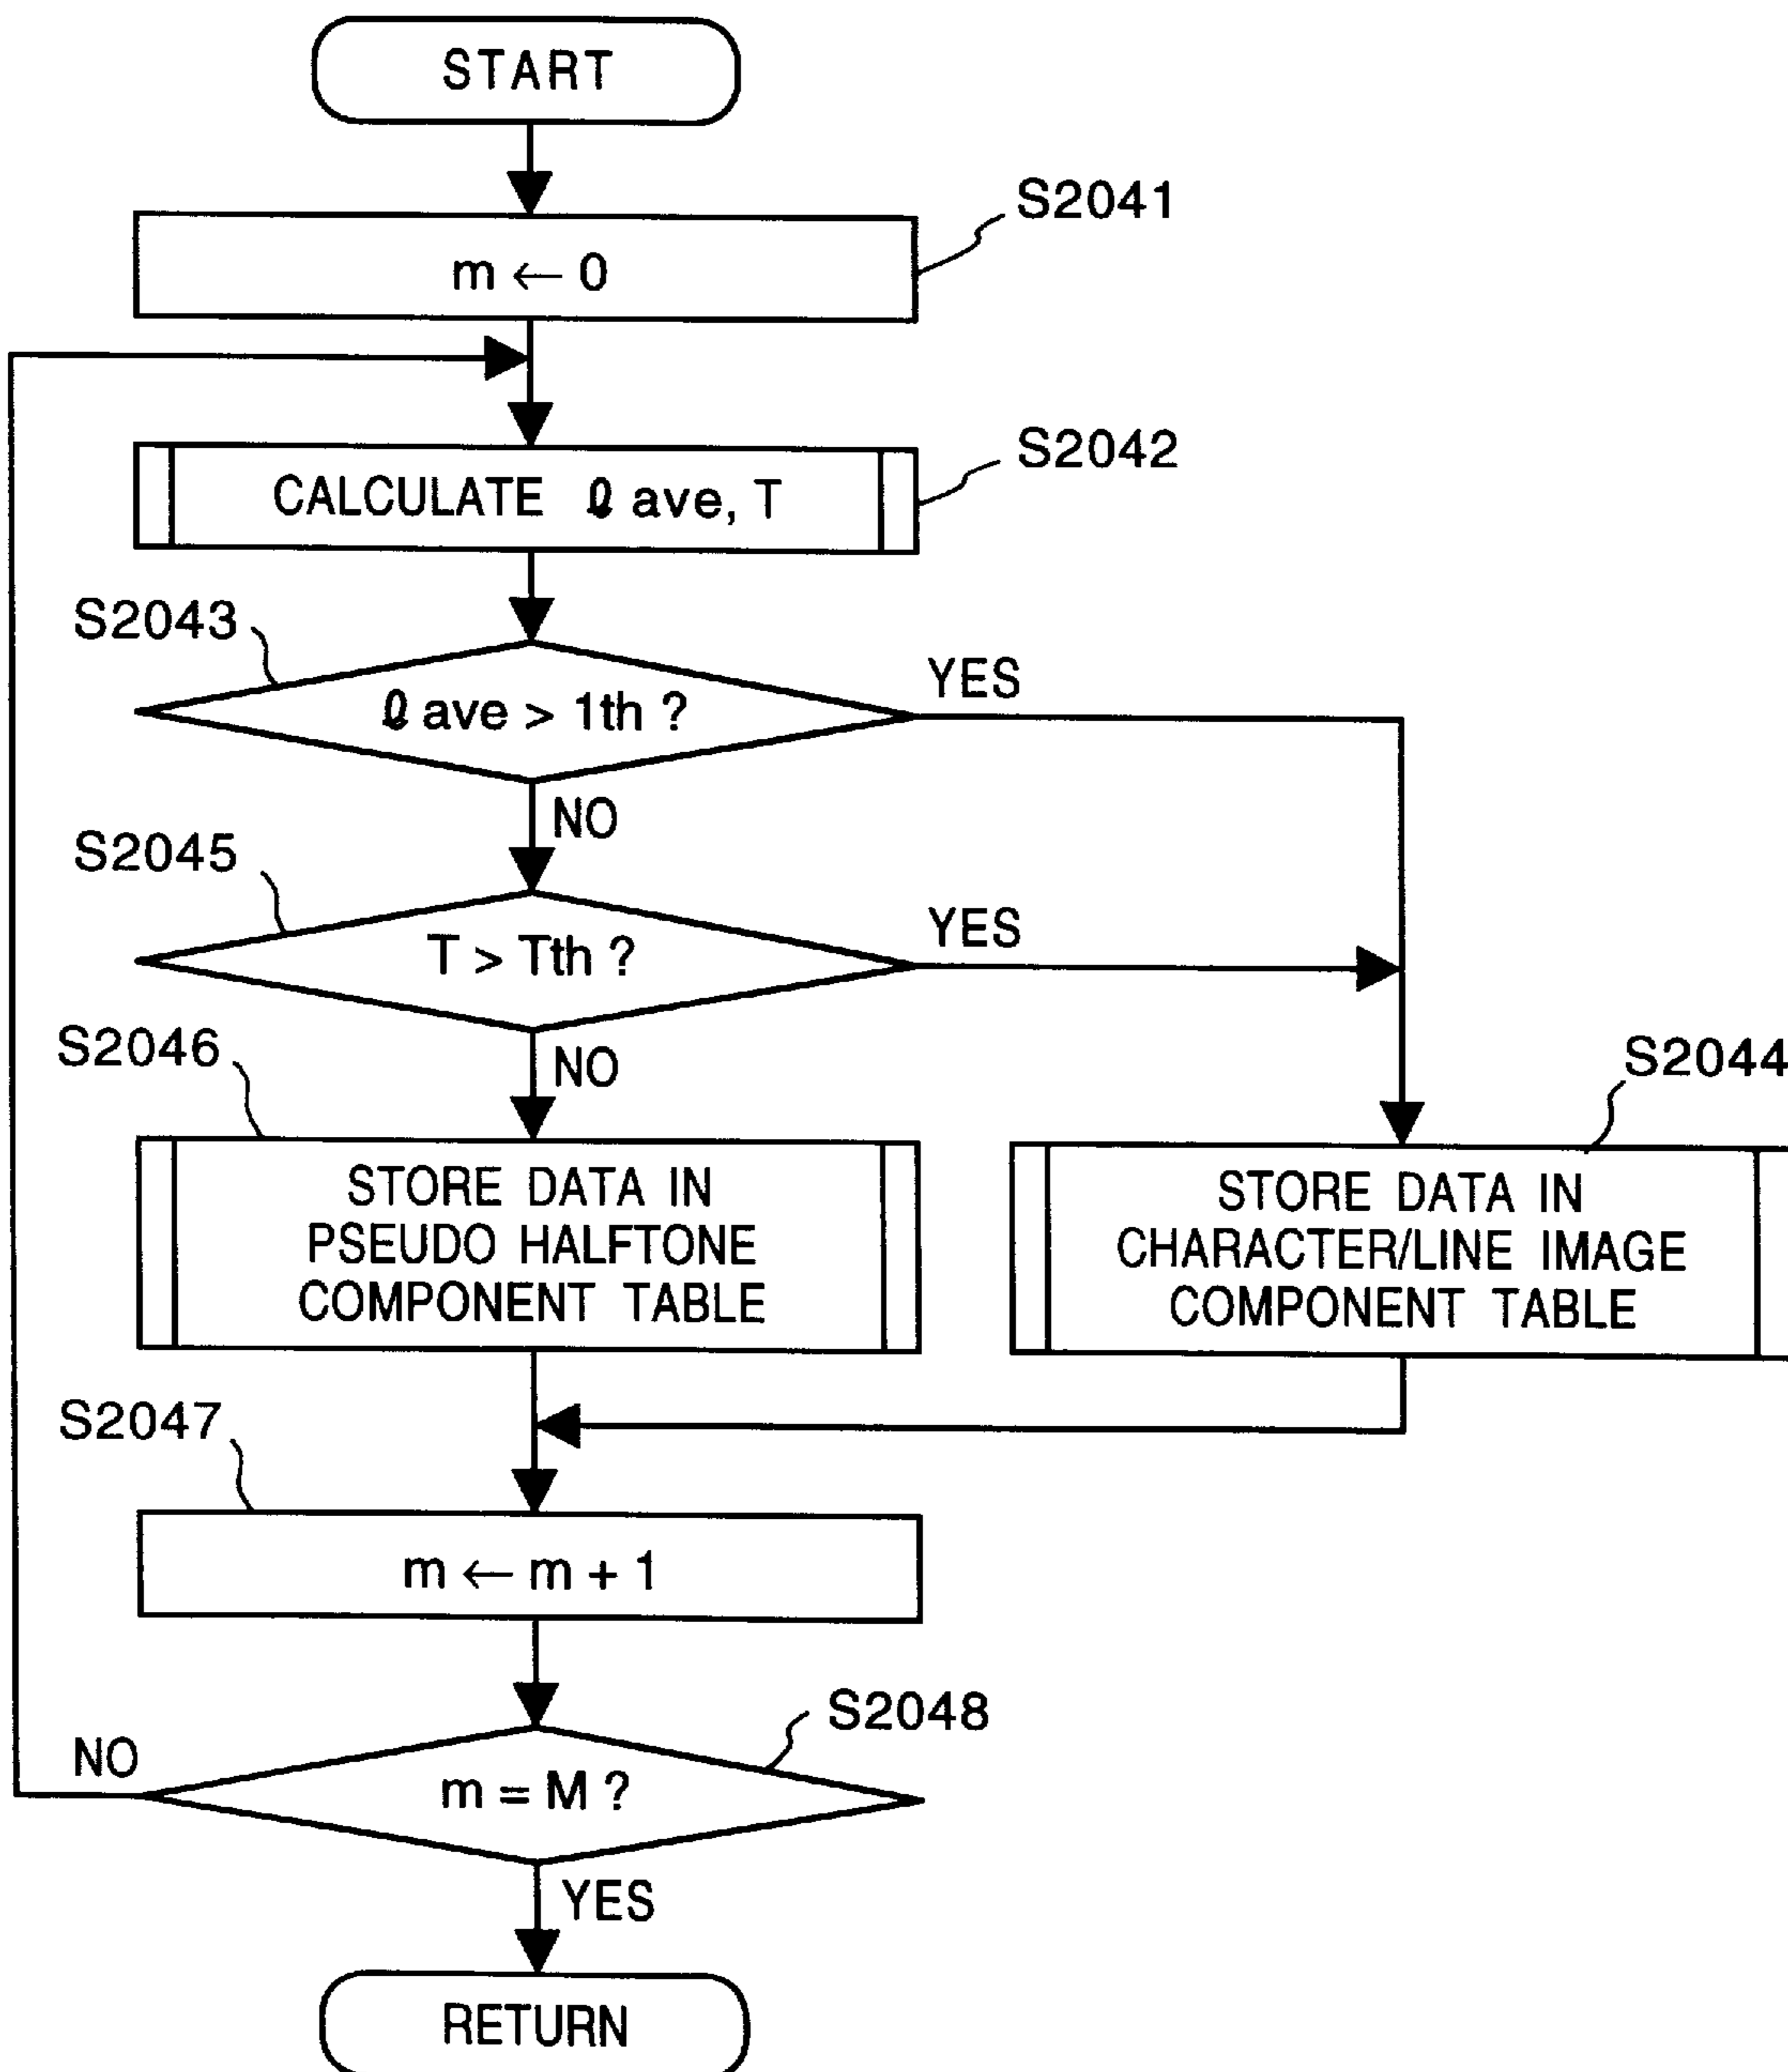 START
S2041
m ← 0
S2042
CALCULATE ℓ ave, T
S2043
ℓ ave > 1th ?
YES
NO
S2045
T > Tth ?
YES
NO
S2046
STORE DATA IN
PSEUDO HALFTONE
COMPONENT TABLE
S2044
STORE DATA IN
CHARACTER/LINE IMAGE
COMPONENT TABLE
S2047
m ← m + 1
S2048
m = M ?
NO
YES
RETURN